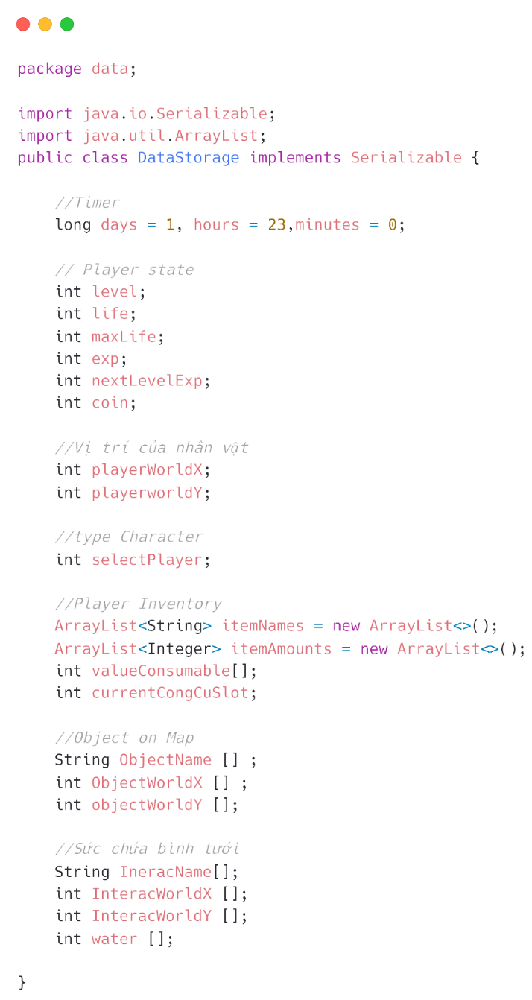 package data;
import java.io.Serializable;
import java.util.ArrayList;
public class DataStorage implements Serializable {
//Timer
long days = 1, hours = 23,minutes = 0;
// Player state
int level;
int life;
int maxLife;
int exp;
int nextLevelExp;
int coin;
//Vị trí của nhân vật
int playerWorldX;
int playerworldY;
//type Character
int selectPlayer;
//Player Inventory
ArrayList<String> itemNames = new ArrayList<>();
ArrayList<Integer> itemAmounts = new ArrayList<>();
int valueConsumable[];
int currentCongCuSlot;
//Object on Map
String ObjectName [] ;
int ObjectWorldX [] ;
int objectWorldY [];
//Sức chứa bình tưới
String IneracName[];
int InteracWorldX [];
int InteracWorldY [];
int water [];
}